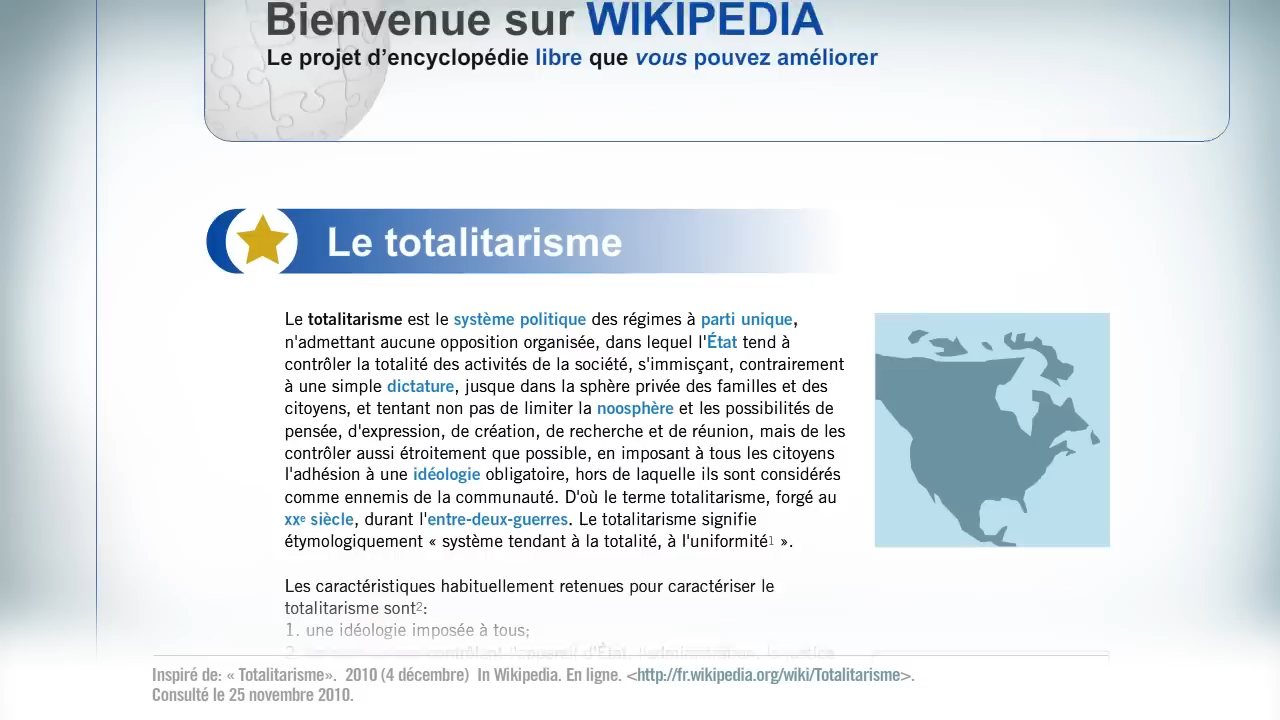 Bienvenue sur WIKIPEDIA
Le projet d'encyclopédie libre que vous pouvez améliorer
Le totalitarisme
Le totalitarisme est le système politique des régimes à parti unique,
n'admettant aucune opposition organisée, dans lequel l'État tend à
contrôler la totalité des activités de la société, s'immisçant, contrairement
à une simple dictature, jusque dans la sphère privée des familles et des
citoyens, et tentant non pas de limiter la noosphère et les possibilités de
pensée, d'expression, de création, de recherche et de réunion, mais de les
contrôler aussi étroitement que possible, en imposant à tous les citoyens
l'adhésion à une idéologie obligatoire, hors de laquelle ils sont considérés
comme ennemis de la communauté. D'où le terme totalitarisme, forgé au
xxe siècle, durant l'entre-deux-guerres. Le totalitarisme signifie
étymologiquement « système tendant à la totalité, à l'uniformité1 ».
Les caractéristiques habituellement retenues pour caractériser le
totalitarisme sont2:
1. une idéologie imposée à tous;
2. contrôlant l'appareil d'État, l'administration, la justice
Inspiré de: « Totalitarisme». 2010 (4 décembre) In Wikipedia. En ligne. <http://fr.wikipedia.org/wiki/Totalitarisme>.
Consulté le 25 novembre 2010.